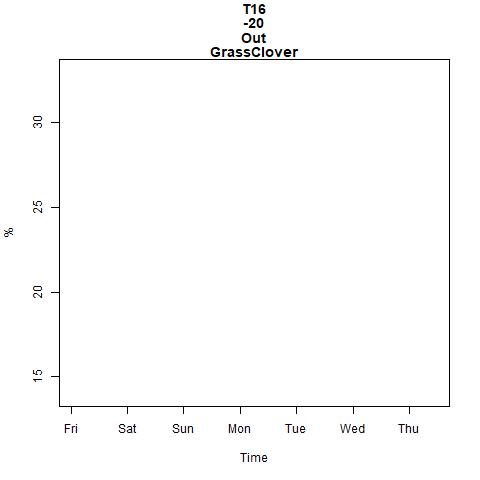 T16
-20
Out
GrassClover
30
25
20
15
%
Fri Sat Sun Mon Tue Wed Thu
Time